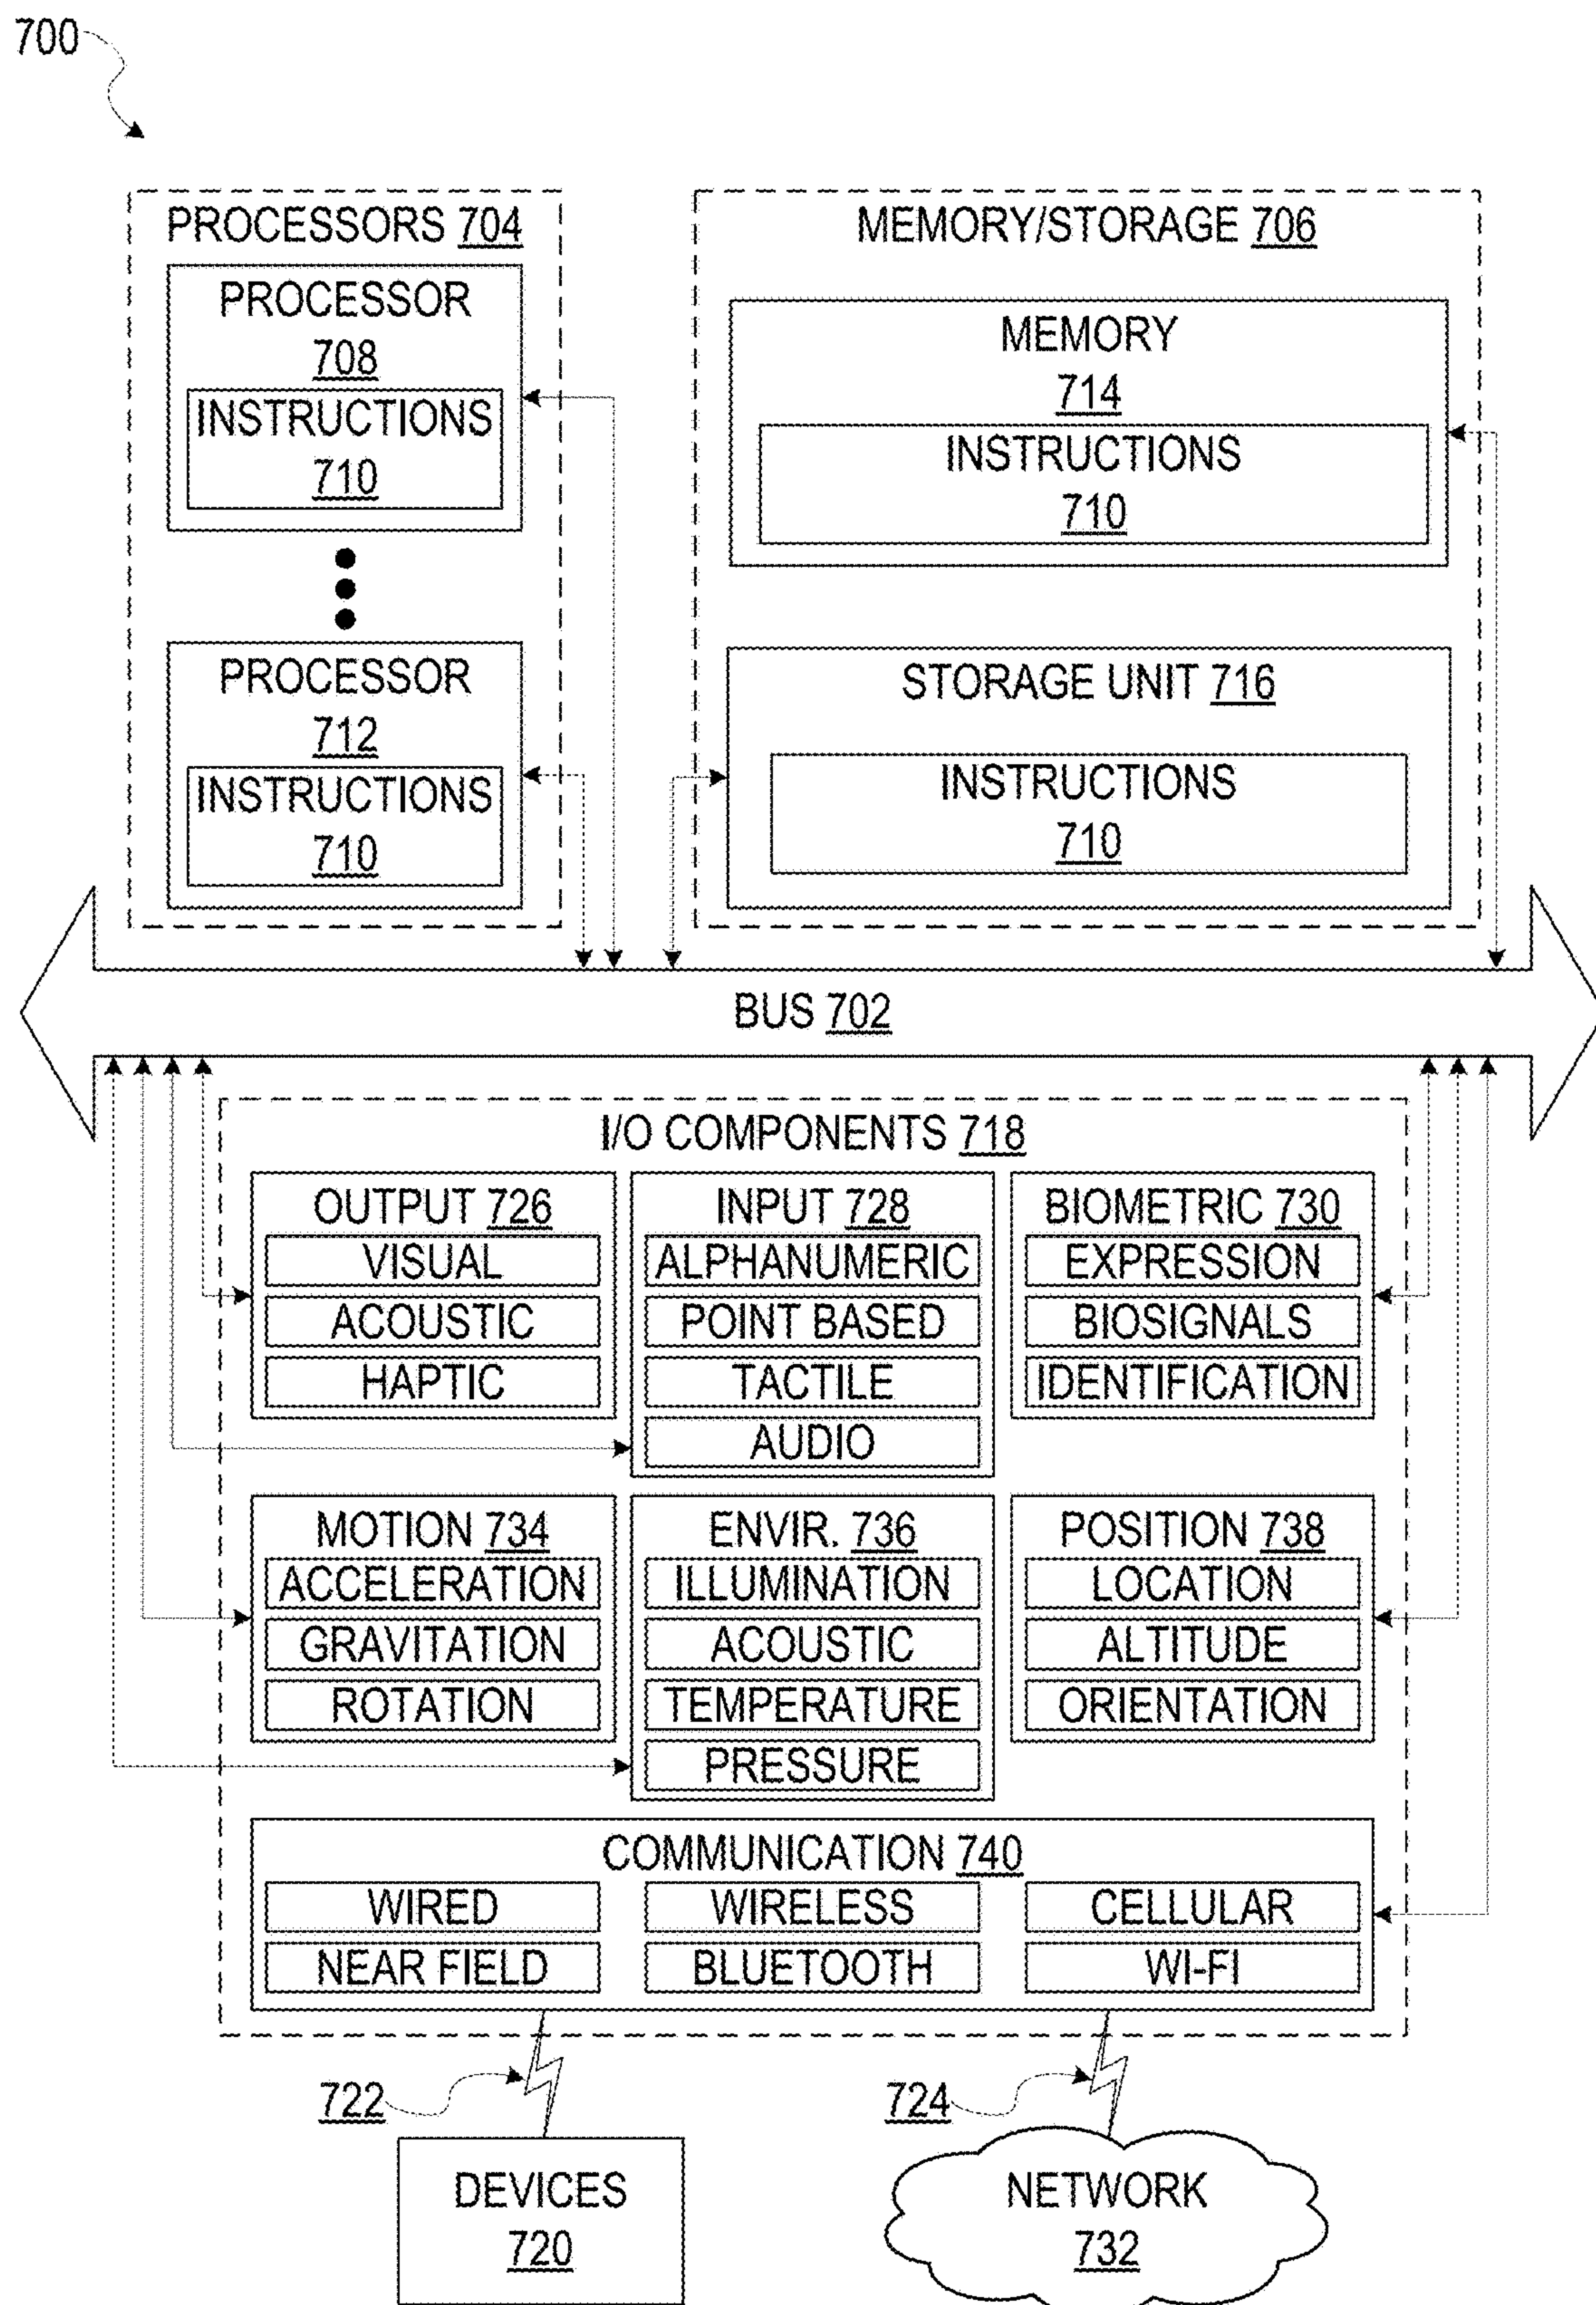 700
PROCESSORS 704
PROCESSOR
708
INSTRUCTIONS
710
PROCESSOR
712
INSTRUCTIONS
710
MEMORY/STORAGE 706
MEMORY
714
INSTRUCTIONS
710
STORAGE UNIT 716
INSTRUCTIONS
710
BUS 702
I/O COMPONENTS 718
OUTPUT 726
VISUAL
ACOUSTIC
HAPTIC
INPUT 728
ALPHANUMERIC
POINT BASED
TACTILE
AUDIO
BIOMETRIC 730
EXPRESSION
BIOSIGNALS
IDENTIFICATION
MOTION 734
ACCELERATION
GRAVITATION
ROTATION
ENVIR. 736
ILLUMINATION
ACOUSTIC
TEMPERATURE
PRESSURE
POSITION 738
LOCATION
ALTITUDE
ORIENTATION
COMMUNICATION 740
WIRED
WIRELESS
CELLULAR
NEAR FIELD
BLUETOOTH
WI-FI
722
724
DEVICES
720
NETWORK
732